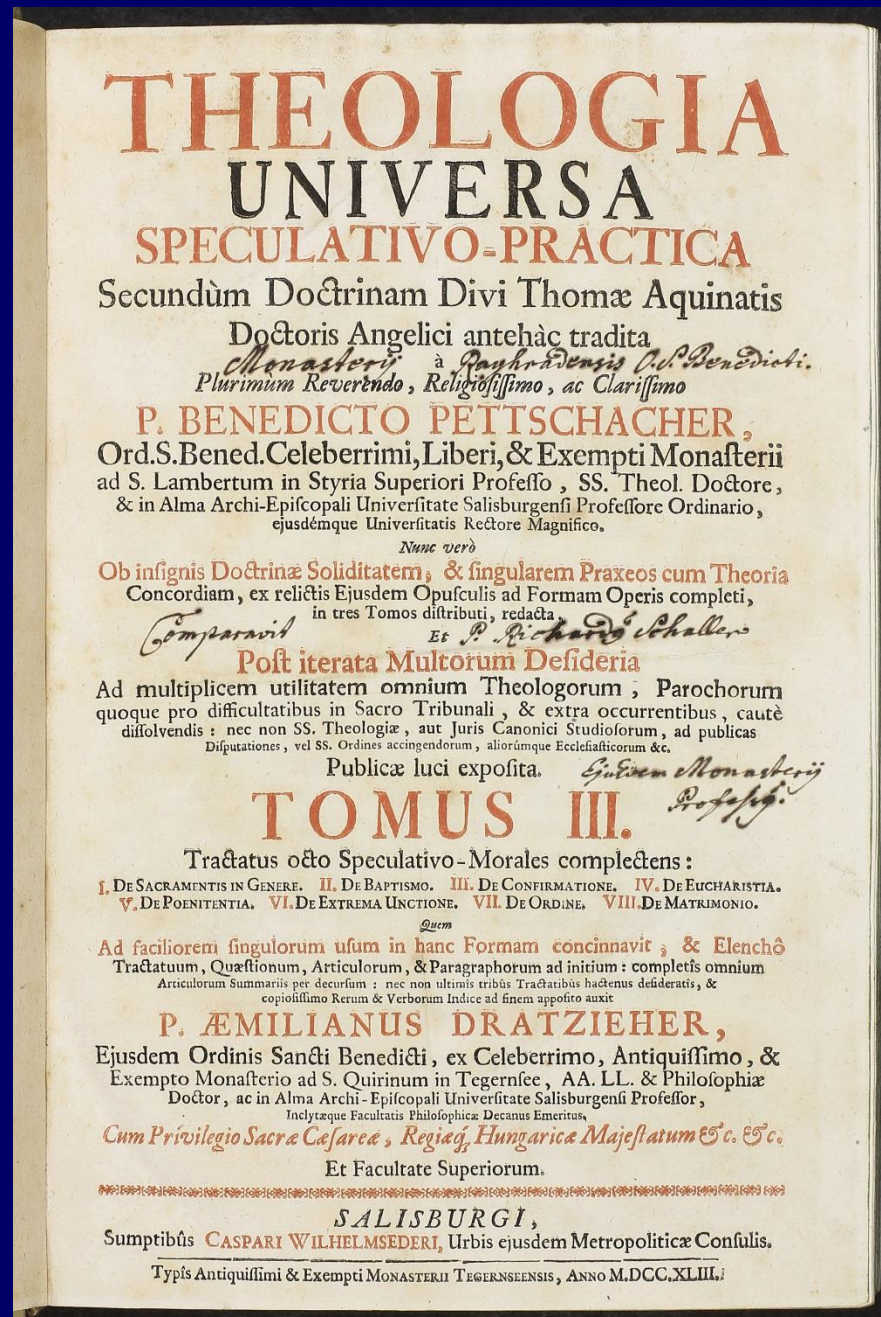 THEOLOGIA
UNIVERSA
SPECULATIVO-PRACTICA
Secundùm Doctrinam Divi Thomæ Aquinatis
Doctoris Angelici antehàc tradita
Monasterij à Rayhradensis O. S. Benedicti.
Plurimùm Reverendo, Religiosissimo, ac Clarissimo
P. BENEDICTO PETTSCHACHER,
Ord.S.Bened.Celeberrimi, Liberi, & Exempti Monasterii
ad S. Lambertum in Styria Superiori Professo, SS. Theol. Doctore,
& in Alma Archi-Episcopali Universitate Salisburgensi Professore Ordinario,
ejusdémque Universitatis Rectore Magnifico.
Nunc verò
Ob insignis Doctrinæ Soliditatem, & singularem Praxeos cum Theoria
Concordiam, ex relictis Ejusdem Opusculis ad Formam Operis completi,
in tres Tomos distributi, redacta.
Comparavit Et P. Richardus Schaller
Post iterata Multorum Desideria
Ad multiplicem utilitatem omnium Theologorum, Parochorum
quoque pro difficultatibus in Sacro Tribunali, & extra occurrentibus, cautè
dissolvendis: nec non SS. Theologiæ, aut Juris Canonici Studiosorum, ad publicas
Disputationes, vel SS. Ordines accingendorum, aliorúmque Ecclesiasticorum &c.
Publicæ luci exposita. Ejusdem Monasterij
Professus.
TOMUS III.
Tractatus octo Speculativo-Morales complectens:
I. DE SACRAMENTIS IN GENERE. II. DE BAPTISMO. III. DE CONFIRMATIONE. IV. DE EUCHARISTIA.
V. DE POENITENTIA. VI. DE EXTREMA UNCTIONE. VII. DE ORDINE. VIII. DE MATRIMONIO.
Quem
Ad faciliorem singulorum usum in hanc Formam concinnavit; & Elenchô
Tractatuum, Quæstionum, Articulorum, & Paragraphorum ad initium: completîs omnium
Articulorum Summariis per decursum: nec non ultimis tribûs Tractatibûs hactenus desideratîs, &
copiosissimo Rerum & Verborum Indice ad finem apposito auxit
P. ÆMILIANUS DRATZIEHER,
Ejusdem Ordinis Sancti Benedicti, ex Celeberrimo, Antiquissimo, &
Exempto Monasterio ad S. Quirinum in Tegernsee, AA. LL. & Philosophiæ
Doctor, ac in Alma Archi-Episcopali Universitate Salisburgensi Professor,
Inclytæque Facultatis Philosophicæ Decanus Emeritus,
Cum Privilegio Sacræ Cæsareæ, Regiæq; Hungaricæ Majestatum &c. &c.
Et Facultate Superiorum.
SALISBURGI,
Sumptibûs CASPARI WILHELMSEDERI, Urbis ejusdem Metropoliticæ Consulis.
Typîs Antiquissimi & Exempti MONASTERII TEGERNSEENSIS, ANNO M.DCC.XLIII.